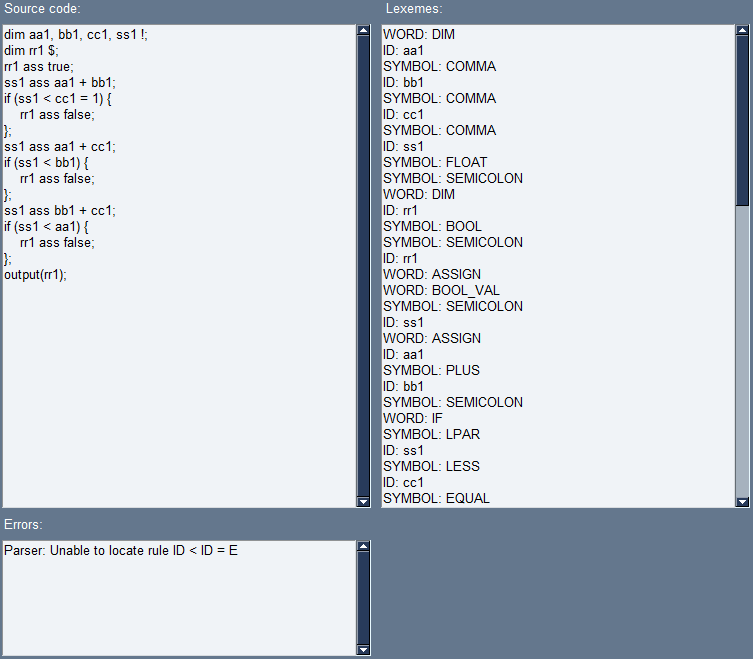 Source code:
dim aa1, bb1, cc1, ss1 !;
dim rr1 $;
rr1 ass true;
ss1 ass aa1 + bb1;
if (ss1 < cc1 = 1) {
rr1 ass false;
};
ss1 ass aa1 + cc1;
if (ss1 < bb1) {
rr1 ass false;
};
ss1 ass bb1 + cc1;
if (ss1 < aa1) {
rr1 ass false;
};
output(rr1);
Lexemes:
WORD: DIM
ID: aa1
SYMBOL: COMMA
ID: bb1
SYMBOL: COMMA
ID: cc1
SYMBOL: COMMA
ID: ss1
SYMBOL: FLOAT
SYMBOL: SEMICOLON
WORD: DIM
ID: rr1
SYMBOL: BOOL
SYMBOL: SEMICOLON
ID: rr1
WORD: ASSIGN
WORD: BOOL_VAL
SYMBOL: SEMICOLON
ID: ss1
WORD: ASSIGN
ID: aa1
SYMBOL: PLUS
ID: bb1
SYMBOL: SEMICOLON
WORD: IF
SYMBOL: LPAR
ID: ss1
SYMBOL: LESS
ID: cc1
SYMBOL: EQUAL
Errors:
Parser: Unable to locate rule ID < ID = E